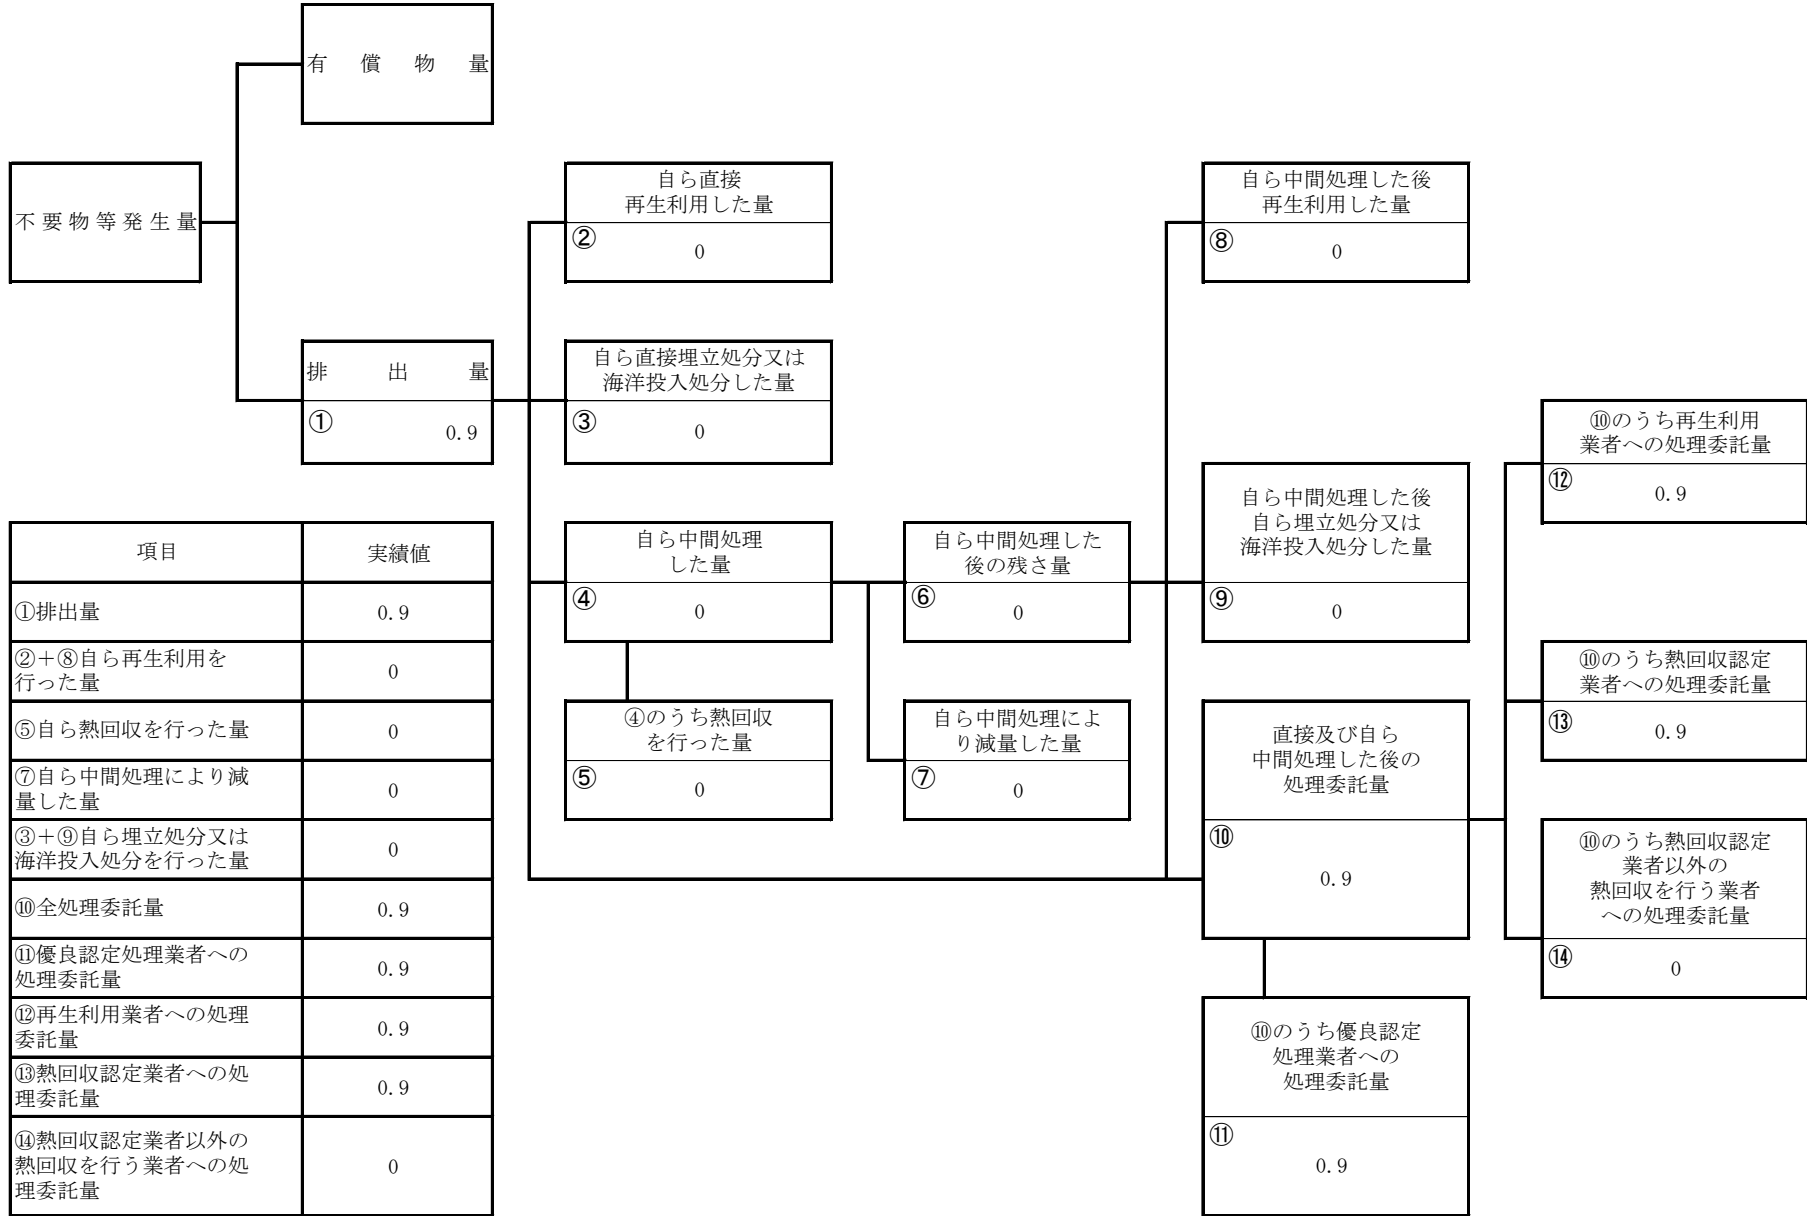 有償物量
不要物等発生量
排出量
①
0.9
自ら直接
再生利用した量
②
0
自ら直接埋立処分又は
海洋投入処分した量
③
0
自ら中間処理
した量
④
0
④のうち熱回収
を行った量
⑤
0
自ら中間処理した
後の残さ量
⑥
0
自ら中間処理によ
り減量した量
⑦
0
自ら中間処理した後
再生利用した量
⑧
0
自ら中間処理した後
自ら埋立処分又は
海洋投入処分した量
⑨
0
直接及び自ら
中間処理した後の
処理委託量
⑩
0.9
⑩のうち優良認定
処理業者への
処理委託量
⑪
0.9
⑩のうち再生利用
業者への処理委託量
⑫
0.9
⑩のうち熱回収認定
業者への処理委託量
⑬
0.9
⑩のうち熱回収認定
業者以外の
熱回収を行う業者
への処理委託量
⑭
0
項目 実績値
①排出量 0.9
②+⑧自ら再生利用を
行った量
0
⑤自ら熱回収を行った量 0
⑦自ら中間処理により減
量した量
0
③+⑨自ら埋立処分又は
海洋投入処分を行った量
0
⑩全処理委託量 0.9
⑪優良認定処理業者への
処理委託量
0.9
⑫再生利用業者への処理
委託量
0.9
⑬熱回収認定業者への処
理委託量
0.9
⑭熱回収認定業者以外の
熱回収を行う業者への処
理委託量
0